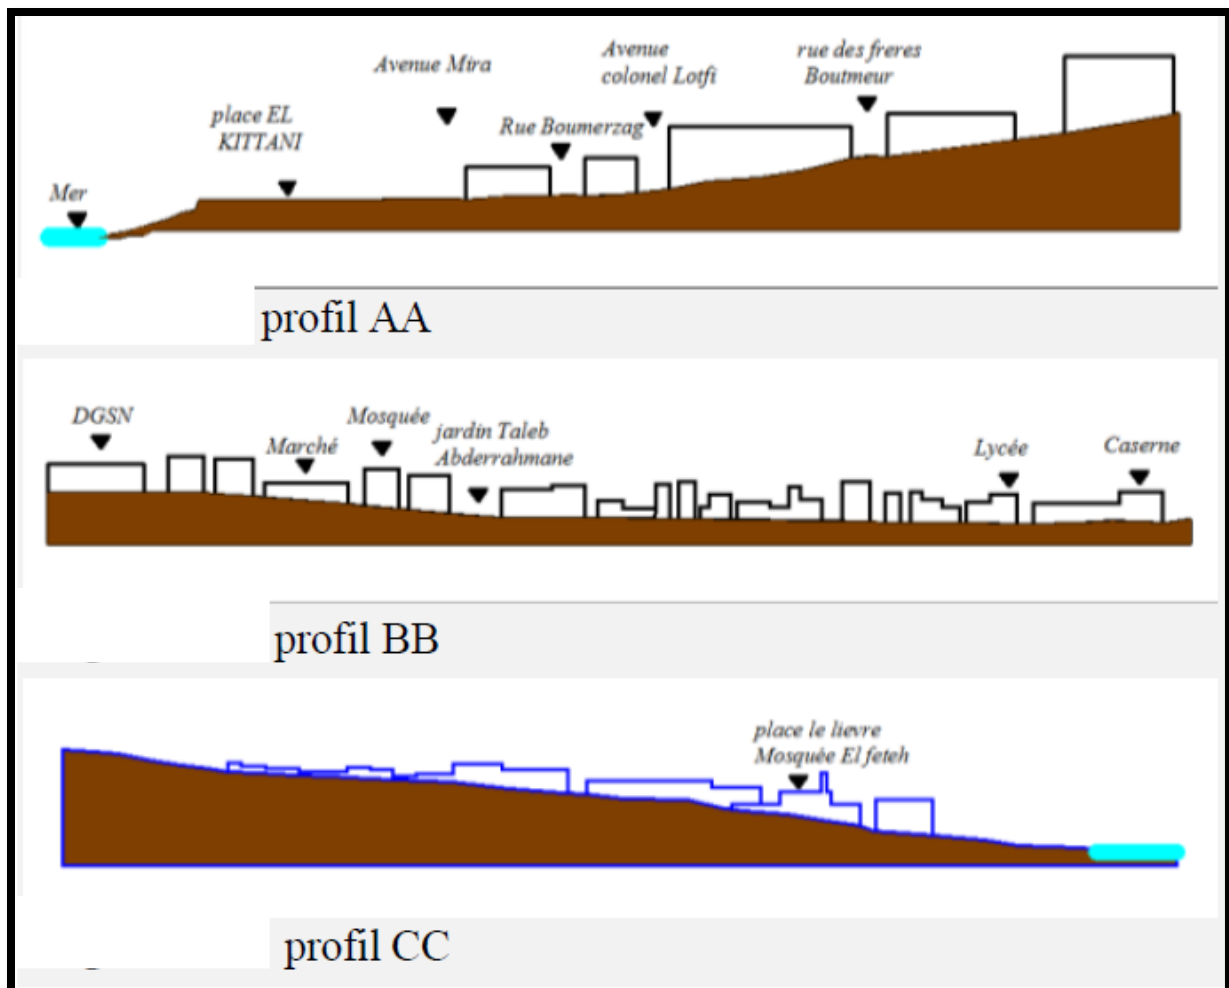 Mer
place EL
KITTANI
Avenue Mira
Rue Boumerzag
Avenue
colonel Lotfi
rue des freres
Boutmeur
profil AA
DGSN
Marché
Mosquée
jardin Taleb
Abderrahmane
Lycée
Caserne
profil BB
place le lievre
Mosquée El feteh
profil CC